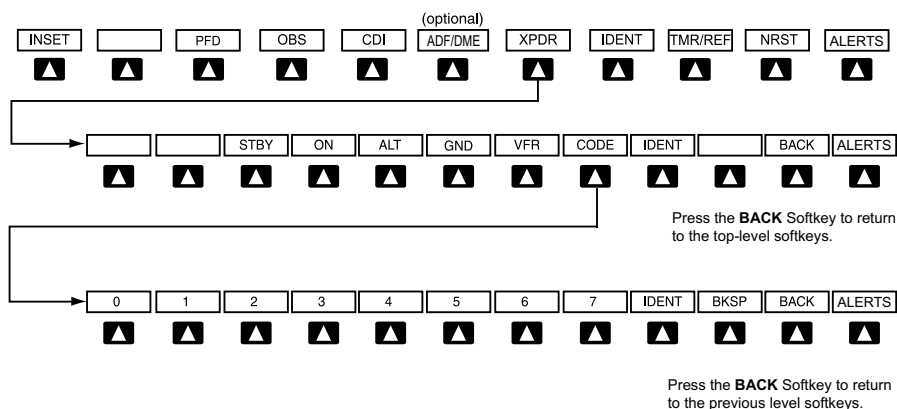 (optional)
INSET PFD OBS CDI ADF/DME XPDR IDENT TMR/REF NRST ALERTS
STBY ON ALT GND VFR CODE IDENT BACK ALERTS
Press the BACK Softkey to return
to the top-level softkeys.
0 1 2 3 4 5 6 7 IDENT BKSP BACK ALERTS
Press the BACK Softkey to return
to the previous level softkeys.